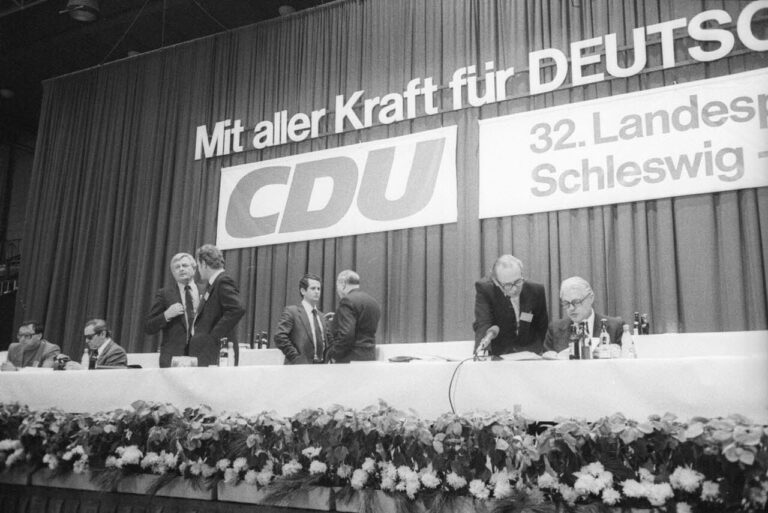 Mit aller Kraft für DEUTSC
CDU
32. Landesp
Schleswig -